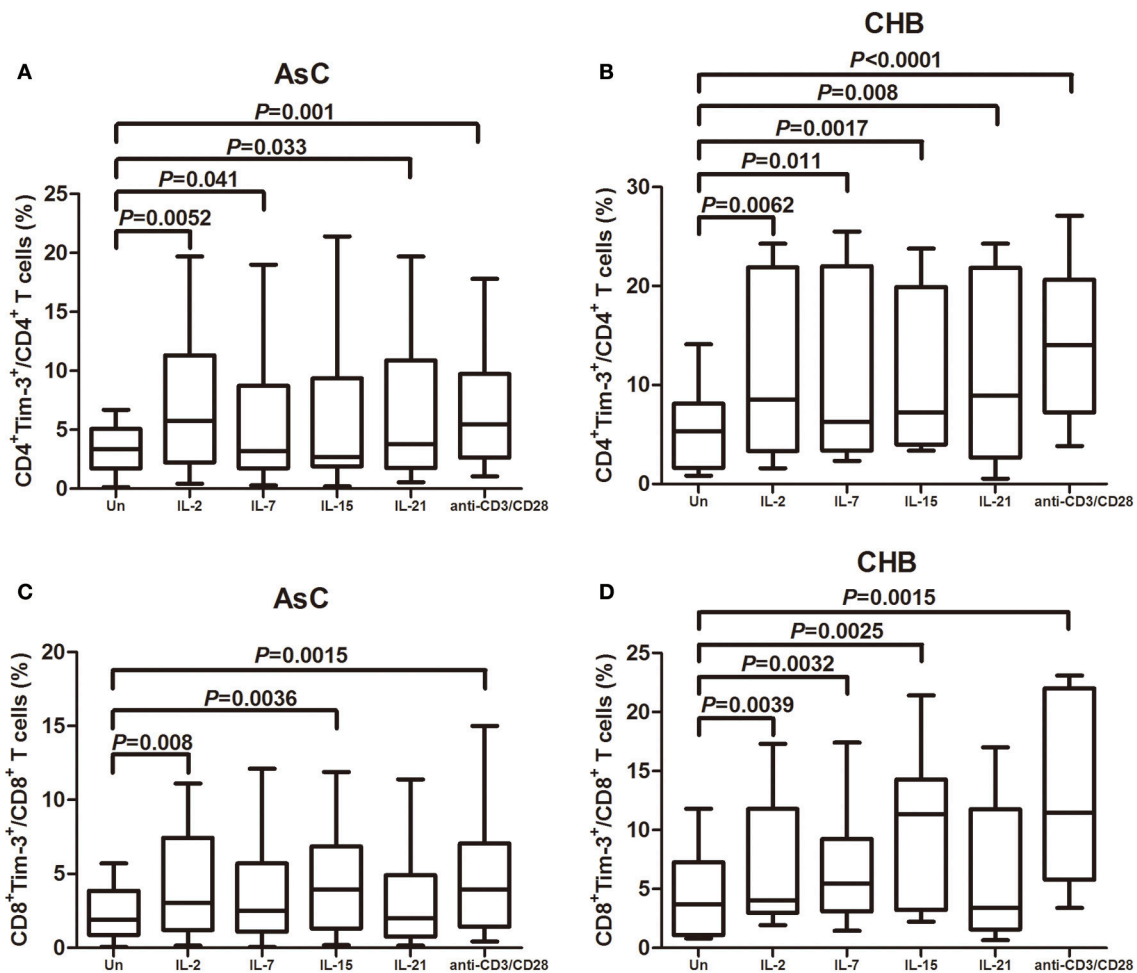 A
AsC
P=0.001
P=0.033
P=0.041
P=0.0052
CD4+Tim-3+/CD4+ T cells (%)
25
20
15
10
5
0
Un IL-2 IL-7 IL-15 IL-21 anti-CD3/CD28
B
CHB
P<0.0001
P=0.008
P=0.0017
P=0.011
P=0.0062
CD4+Tim-3+/CD4+ T cells (%)
30
20
10
0
Un IL-2 IL-7 IL-15 IL-21 anti-CD3/CD28
C
AsC
P=0.0015
P=0.0036
P=0.008
CD8+Tim-3+/CD8+ T cells (%)
20
15
10
5
0
Un IL-2 IL-7 IL-15 IL-21 anti-CD3/CD28
D
CHB
P=0.0015
P=0.0025
P=0.0032
P=0.0039
CD8+Tim-3+/CD8+ T cells (%)
25
20
15
10
5
0
Un IL-2 IL-7 IL-15 IL-21 anti-CD3/CD28